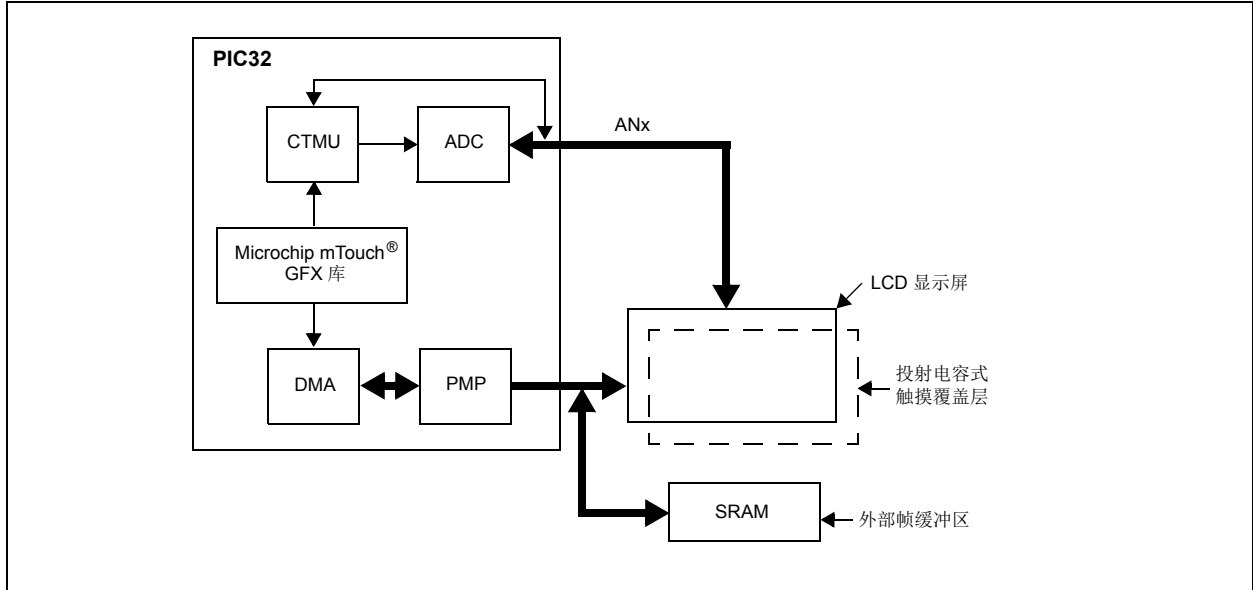 PIC32
CTMU
ADC
ANx
Microchip mTouch®
GFX 库
LCD 显示屏
DMA
PMP
投射电容式
触摸覆盖层
SRAM
外部帧缓冲区